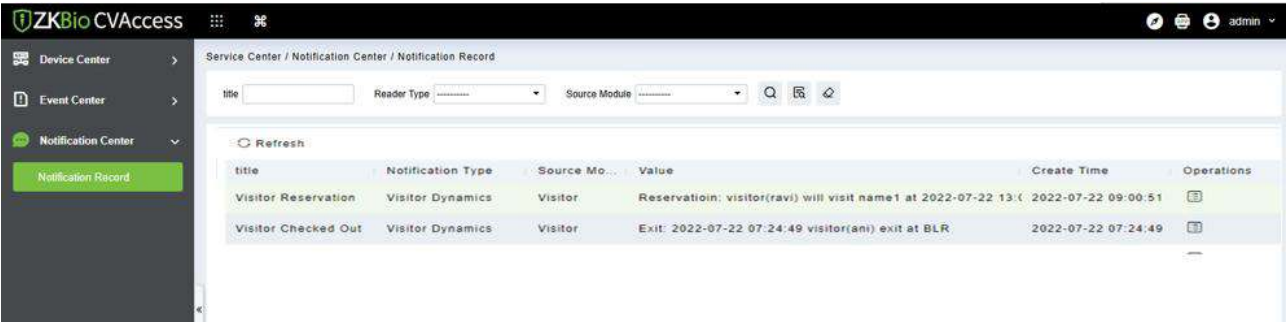 ZKBio CVAccess
admin
Device Center
Event Center
Notification Center
Notification Record
Service Center / Notification Center / Notification Record
title Reader Type ---------- Source Module ----------
Refresh
title Notification Type Source Mo... Value Create Time Operations
Visitor Reservation Visitor Dynamics Visitor Reservatioin: visitor(ravi) will visit name1 at 2022-07-22 13:( 2022-07-22 09:00:51
Visitor Checked Out Visitor Dynamics Visitor Exit: 2022-07-22 07:24:49 visitor(ani) exit at BLR 2022-07-22 07:24:49